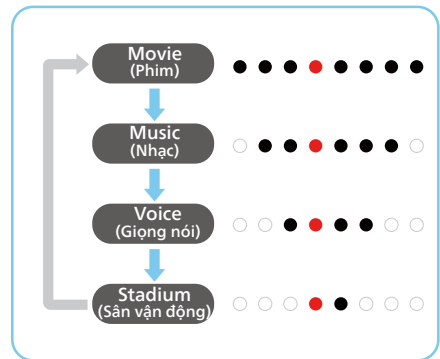 Movie
(Phim)
Music
(Nhạc)
Voice
(Giọng nói)
Stadium
(Sân vận động)